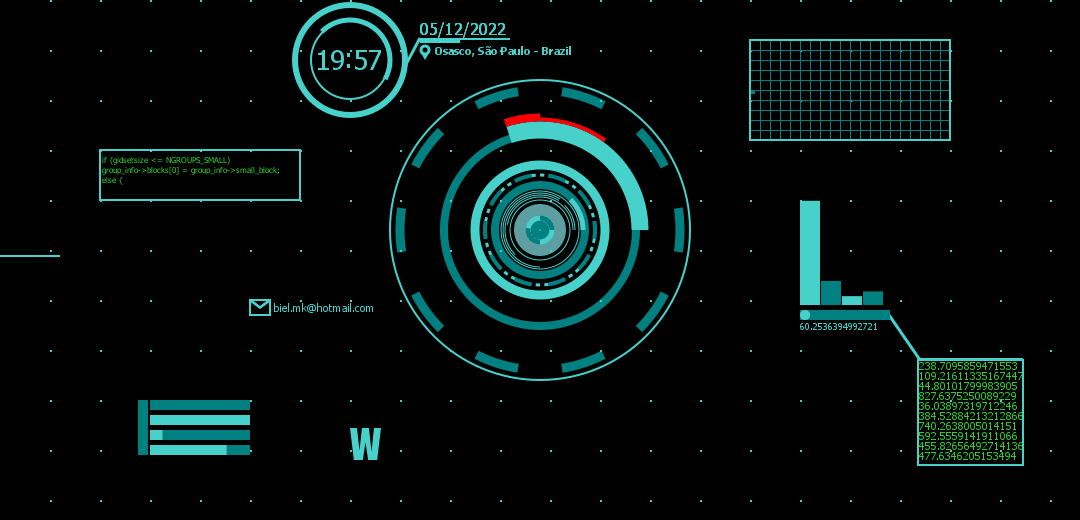 05/12/2022
19:57
Osasco, São Paulo - Brazil
if (gidsetsize <= NGROUPS_SMALL)
group_info->blocks[0] = group_info->small_block;
else {
biel.mk@hotmail.com
60.2536394992721
238.7095859471553
109.21611335167447
44.80101799983905
827.6375250089229
36.03897319712246
384.52884213212866
740.2638005014151
592.5559141911066
455.82656492714136
477.6346205153494
W